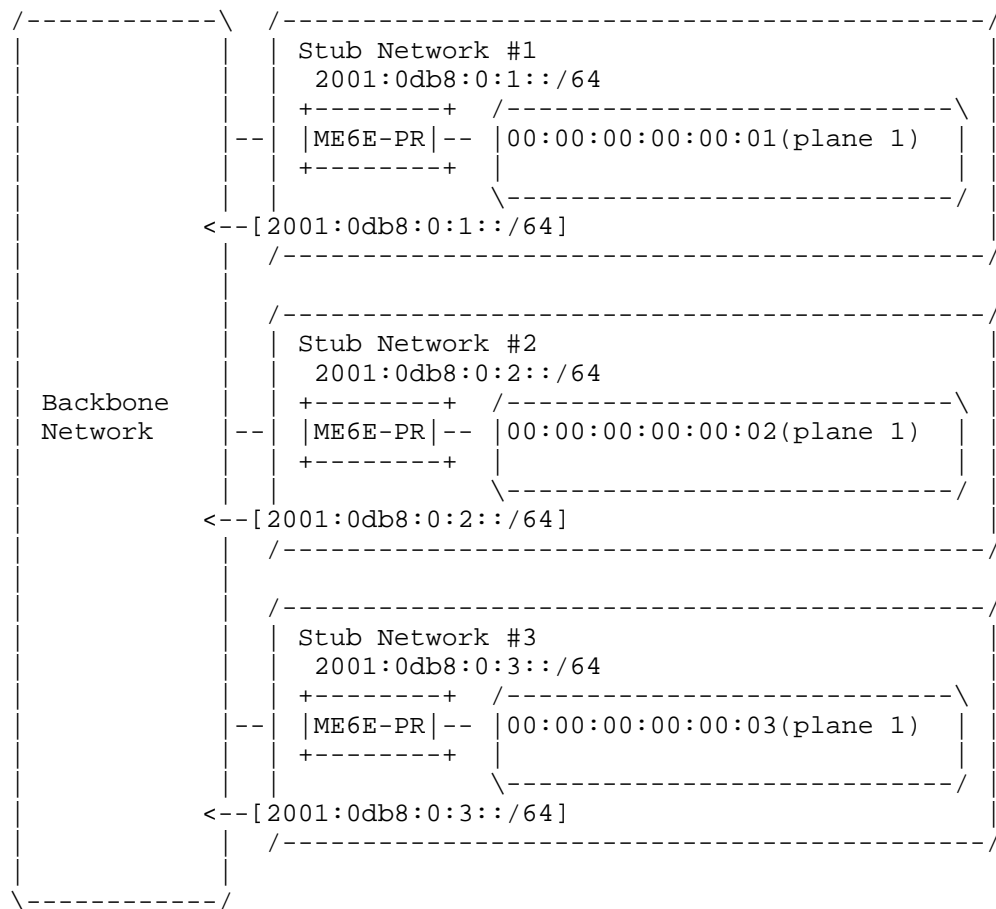 Stub Network #1
2001:0db8:0:1::/64
ME6E-PR 00:00:00:00:00:01(plane 1)
<--[2001:0db8:0:1::/64]
Stub Network #2
2001:0db8:0:2::/64
Backbone
Network ME6E-PR 00:00:00:00:00:02(plane 1)
<--[2001:0db8:0:2::/64]
Stub Network #3
2001:0db8:0:3::/64
ME6E-PR 00:00:00:00:00:03(plane 1)
<--[2001:0db8:0:3::/64]